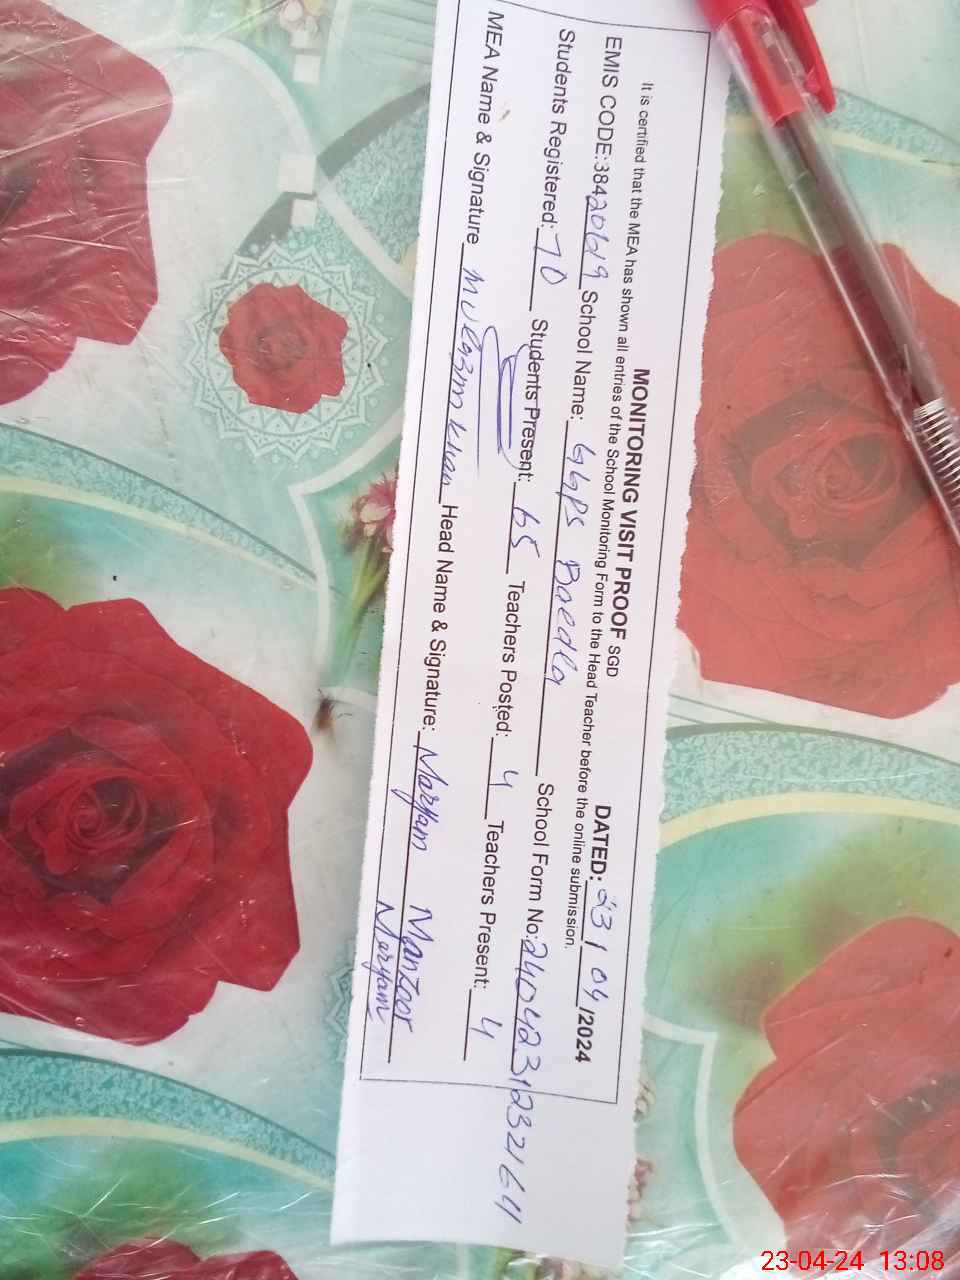 MONITORING VISIT PROOF SGD DATED: 23 / 04 /2024
It is certified that the MEA has shown all entries of the School Monitoring Form to the Head Teacher before the online submission.
EMIS CODE:38420619 School Name: GGPS Baedla School Form No:
Students Registered: 70 Students Present: 65 Teachers Posted: 4 Teachers Present: 4
MEA Name & Signature Khan Head Name & Signature: Maryam Manzoor
Maryam
23-04-24 13:08